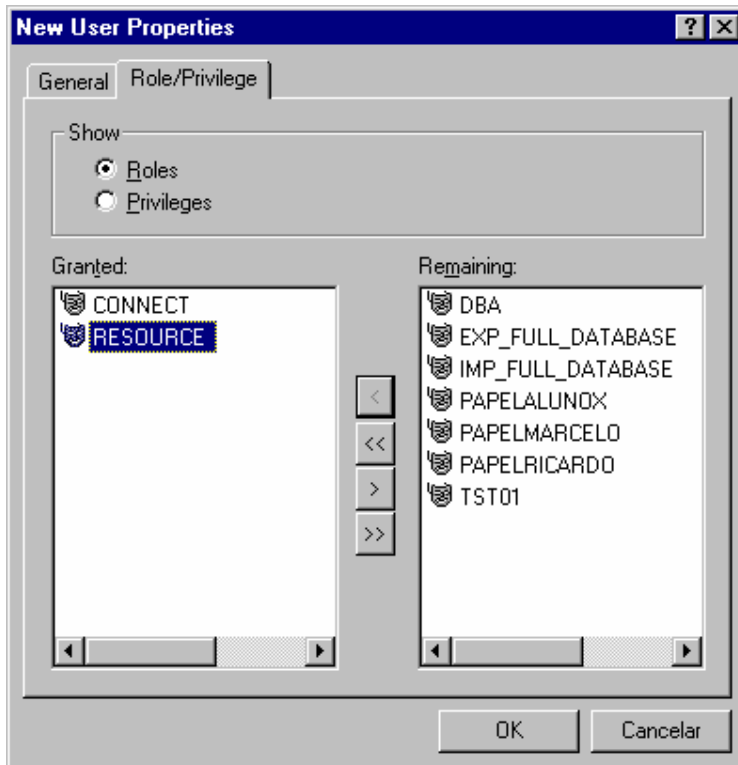 New User Properties
General
Role/Privilege
Show
Roles
Privileges
Granted:
CONNECT
RESOURCE
<
<<
>
>>
Remaining:
DBA
EXP_FULL_DATABASE
IMP_FULL_DATABASE
PAPELALUNOX
PAPELMARCELO
PAPELRICARDO
TST01
OK
Cancelar